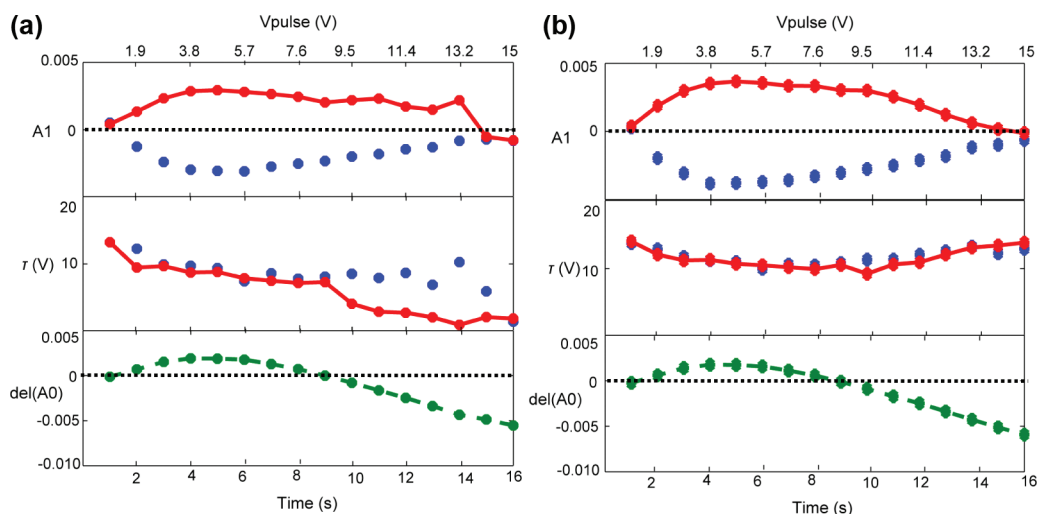 (a)
Vpulse (V)
1.9 3.8 5.7 7.6 9.5 11.4 13.2 15
0.005
A1
0
20
τ (V)
10
0.005
0
del(A0)
-0.005
-0.010
2 4 6 8 10 12 14 16
Time (s)
(b)
Vpulse (V)
1.9 3.8 5.7 7.6 9.5 11.4 13.2 15
0.005
A1
0
20
τ (V)
10
0.005
0
del(A0)
-0.005
-0.010
2 4 6 8 10 12 14 16
Time (s)